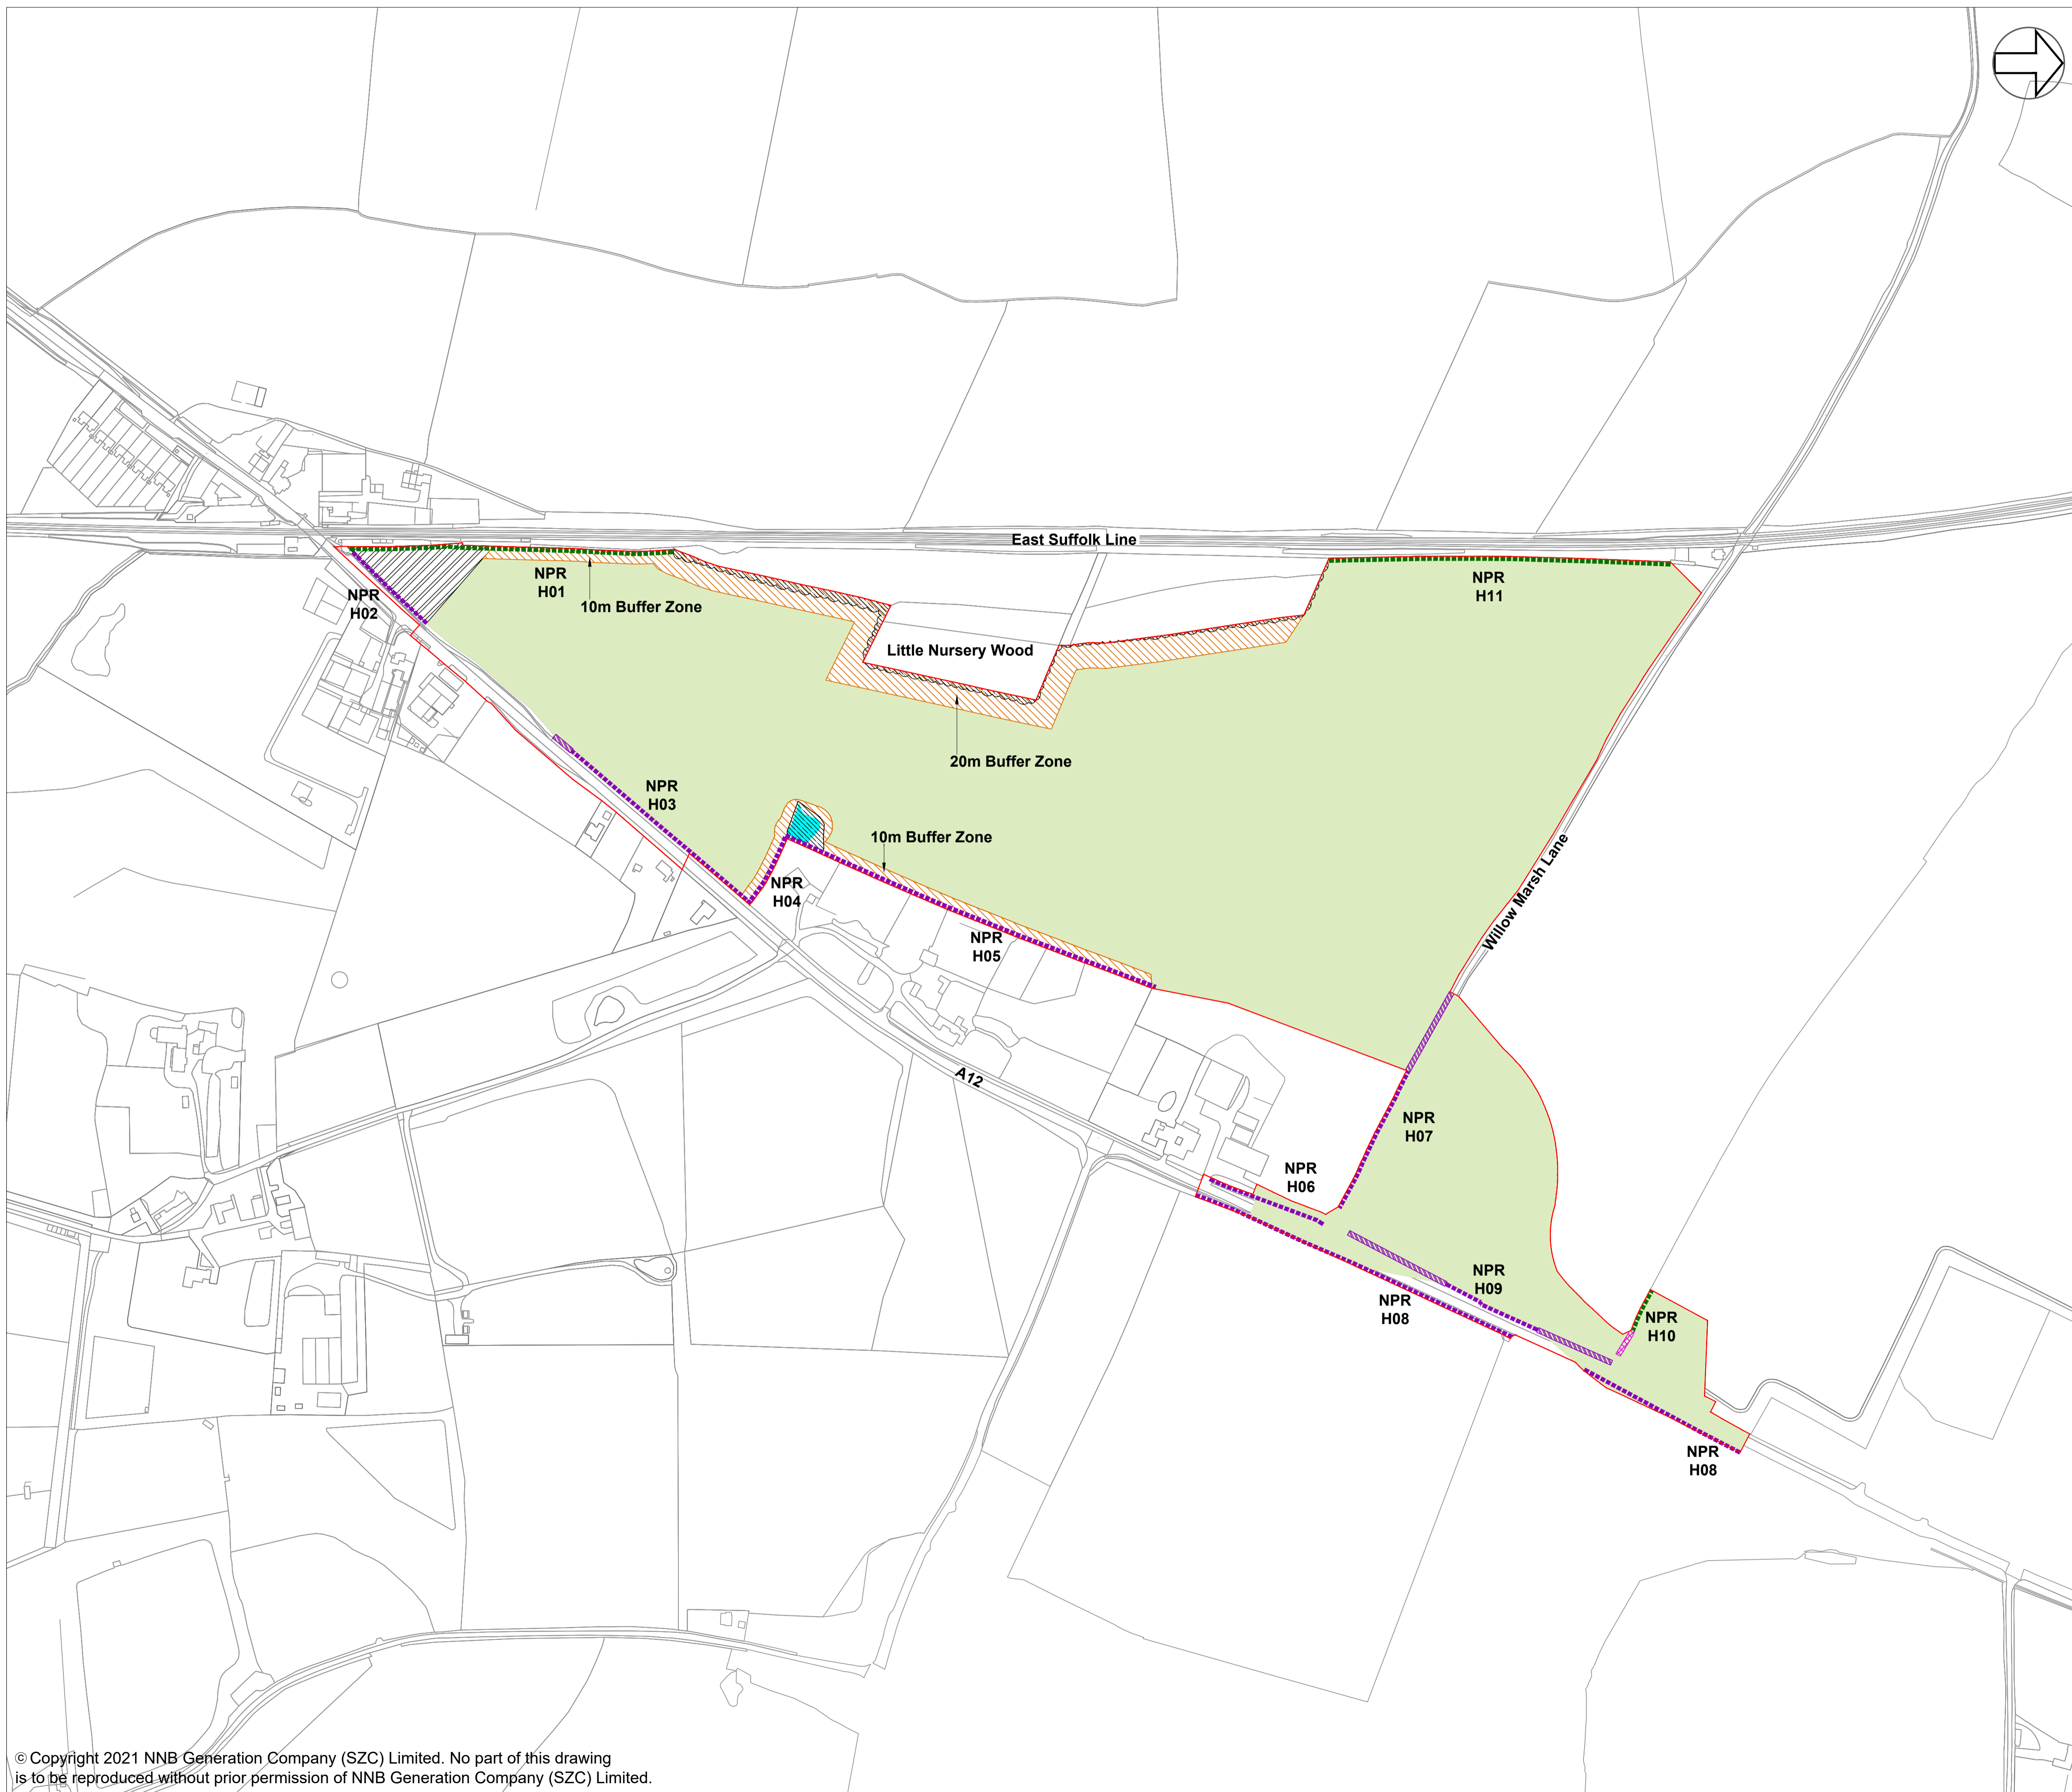 East Suffolk Line
NPR
H01
10m Buffer Zone
NPR
H11
NPR
H02
Little Nursery Wood
20m Buffer Zone
NPR
H03
10m Buffer Zone
NPR
H04
Willow Marsh Lane
NPR
H05
A12
NPR
H07
NPR
H06
NPR
H09
NPR
H08
NPR
H10
NPR
H08
© Copyright 2021 NNB Generation Company (SZC) Limited. No part of this drawing
is to be reproduced without prior permission of NNB Generation Company (SZC) Limited.